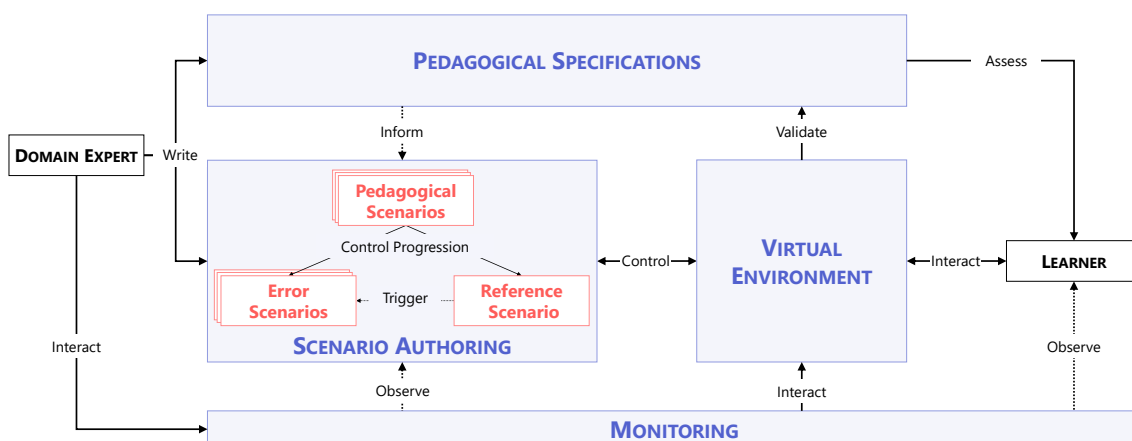 PEDAGOGICAL SPECIFICATIONS
Assess
Inform
Validate
DOMAIN EXPERT
Write
Pedagogical
Scenarios
Control Progression
Error
Scenarios
Trigger
Reference
Scenario
SCENARIO AUTHORING
Control
VIRTUAL
ENVIRONMENT
Interact
LEARNER
Interact
Observe
Interact
Observe
MONITORING